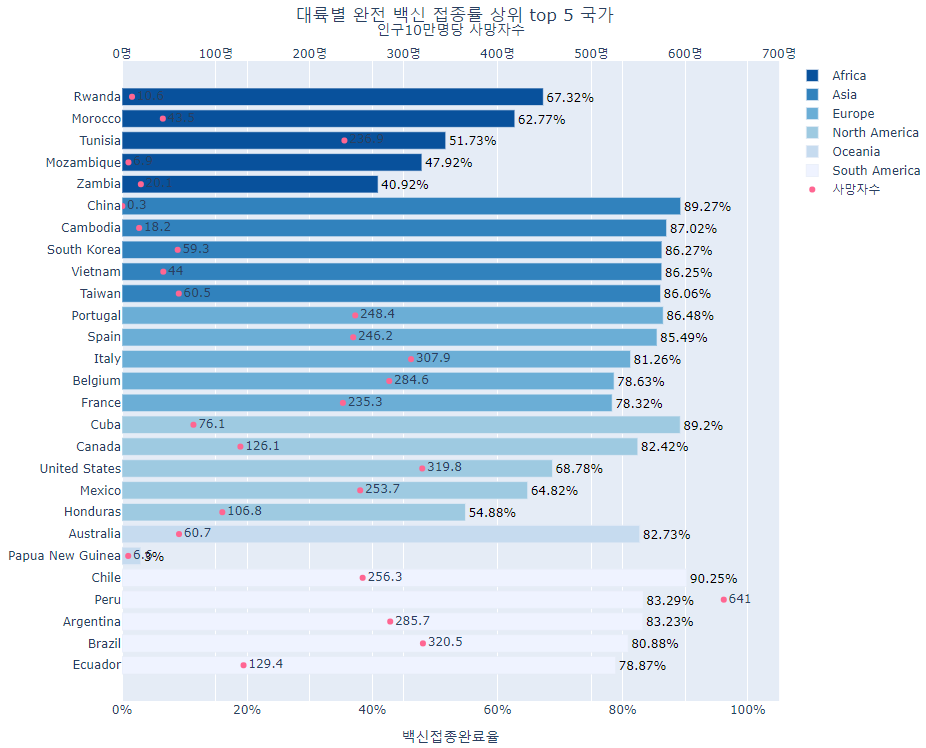 대륙별 완전 백신 접종률 상위 top 5 국가
인구10만명당 사망자수
0명 100명 200명 300명 400명 500명 600명 700명
Rwanda 67.32%
Morocco 43.5 62.77%
Tunisia 51.73%
Mozambique 47.92%
Zambia 40.92%
China 0.3 89.27%
Cambodia 18.2 87.02%
South Korea 59.3 86.27%
Vietnam 44 86.25%
Taiwan 60.5 86.06%
Portugal 248.4 86.48%
Spain 246.2 85.49%
Italy 307.9 81.26%
Belgium 284.6 78.63%
France 235.3 78.32%
Cuba 76.1 89.2%
Canada 126.1 82.42%
United States 319.8 68.78%
Mexico 253.7 64.82%
Honduras 106.8 54.88%
Australia 60.7 82.73%
Papua New Guinea 6.6 3%
Chile 256.3 90.25%
Peru 83.29% 641
Argentina 285.7 83.23%
Brazil 320.5 80.88%
Ecuador 129.4 78.87%
0% 20% 40% 60% 80% 100%
백신접종완료율
Africa
Asia
Europe
North America
Oceania
South America
사망자수